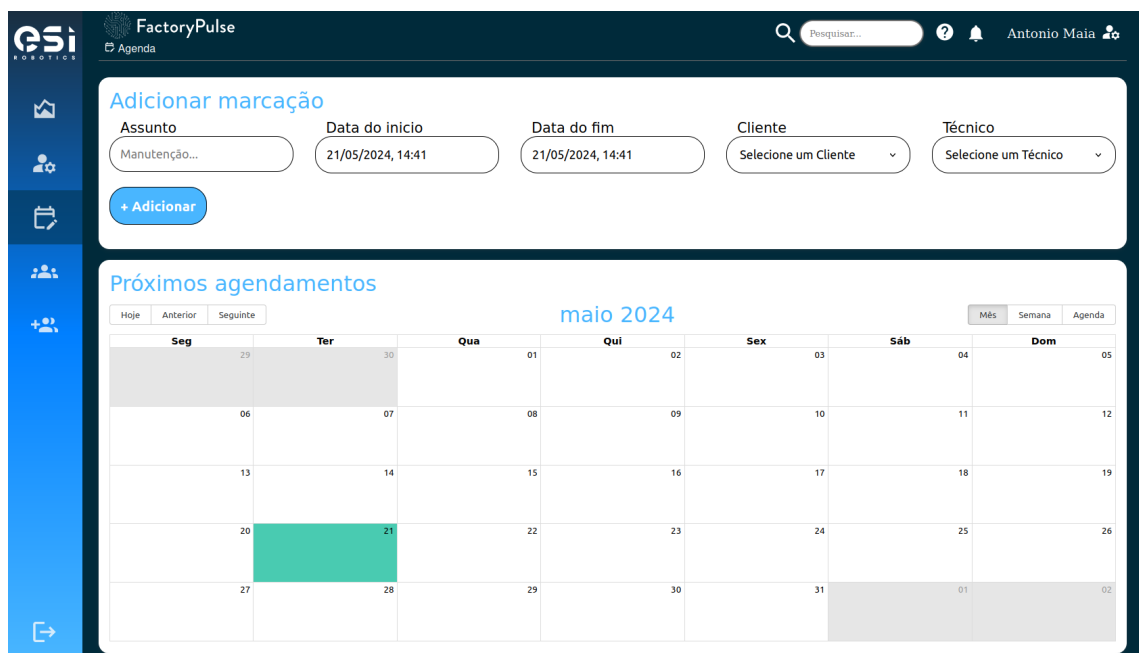 esi
ROBOTICS
FactoryPulse
Agenda
Pesquisar...
Antonio Maia
Adicionar marcação
Assunto Data do inicio Data do fim Cliente Técnico
Manutenção... 21/05/2024, 14:41 21/05/2024, 14:41 Selecione um Cliente Selecione um Técnico
+ Adicionar
Próximos agendamentos
Hoje Anterior Seguinte maio 2024 Mês Semana Agenda
Seg Ter Qua Qui Sex Sáb Dom
29 30 01 02 03 04 05
06 07 08 09 10 11 12
13 14 15 16 17 18 19
20 21 22 23 24 25 26
27 28 29 30 31 01 02